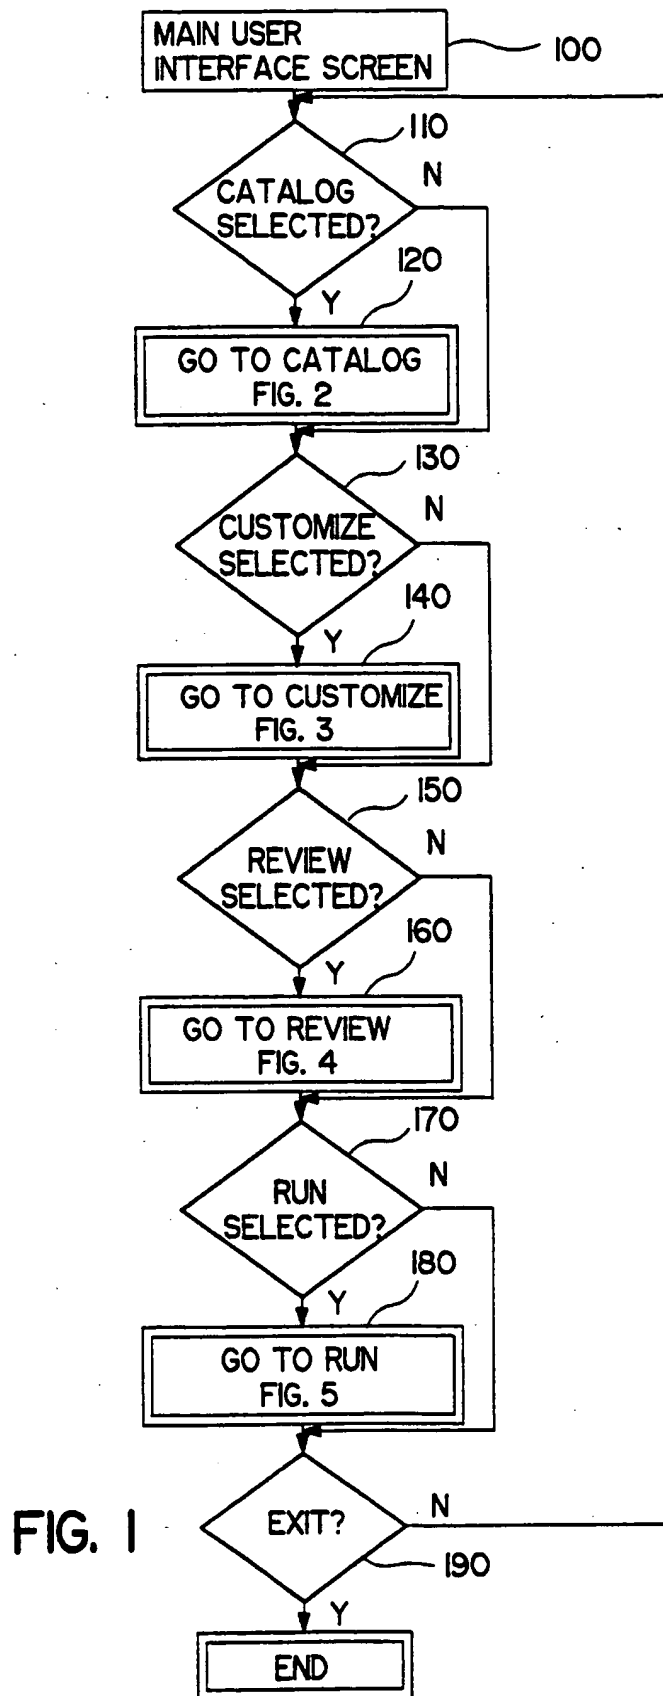 MAIN USER
INTERFACE SCREEN
100
110
N
CATALOG
SELECTED?
120
Y
GO TO CATALOG
FIG. 2
130
N
CUSTOMIZE
SELECTED?
140
Y
GO TO CUSTOMIZE
FIG. 3
150
N
REVIEW
SELECTED?
160
Y
GO TO REVIEW
FIG. 4
170
N
RUN
SELECTED?
180
Y
GO TO RUN
FIG. 5
EXIT?
N
FIG. 1
190
Y
END